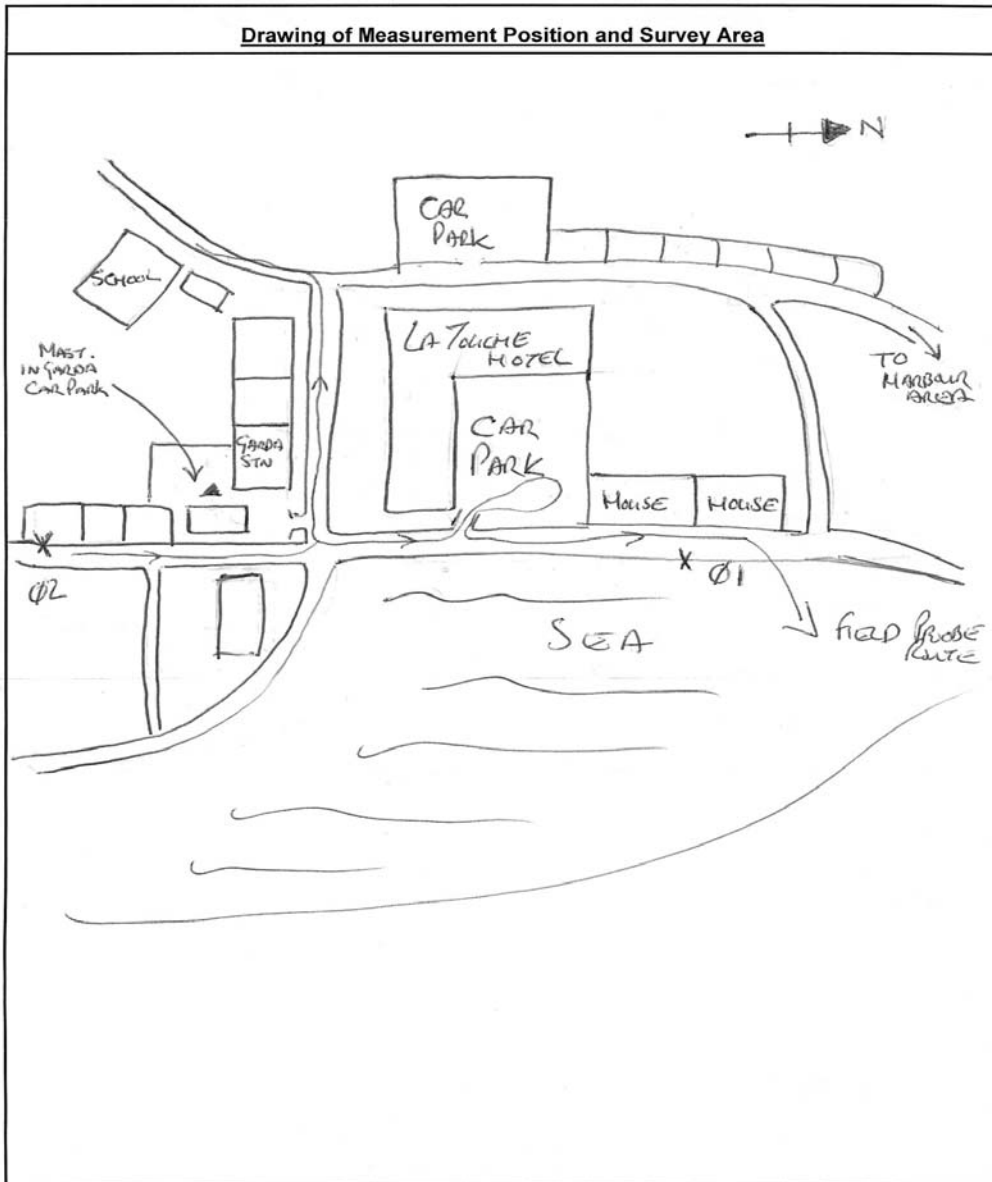 Drawing of Measurement Position and Survey Area
N
CAR
PARK
SCHOOL
LA TOUCHE
HOTEL
MAST.
IN GARDA
CAR PARK
TO
HARBOUR
AREA
GARDA
STN
CAR
PARK
HOUSE
HOUSE
Ø2
Ø1
SEA
FIELD PROBE
ROUTE